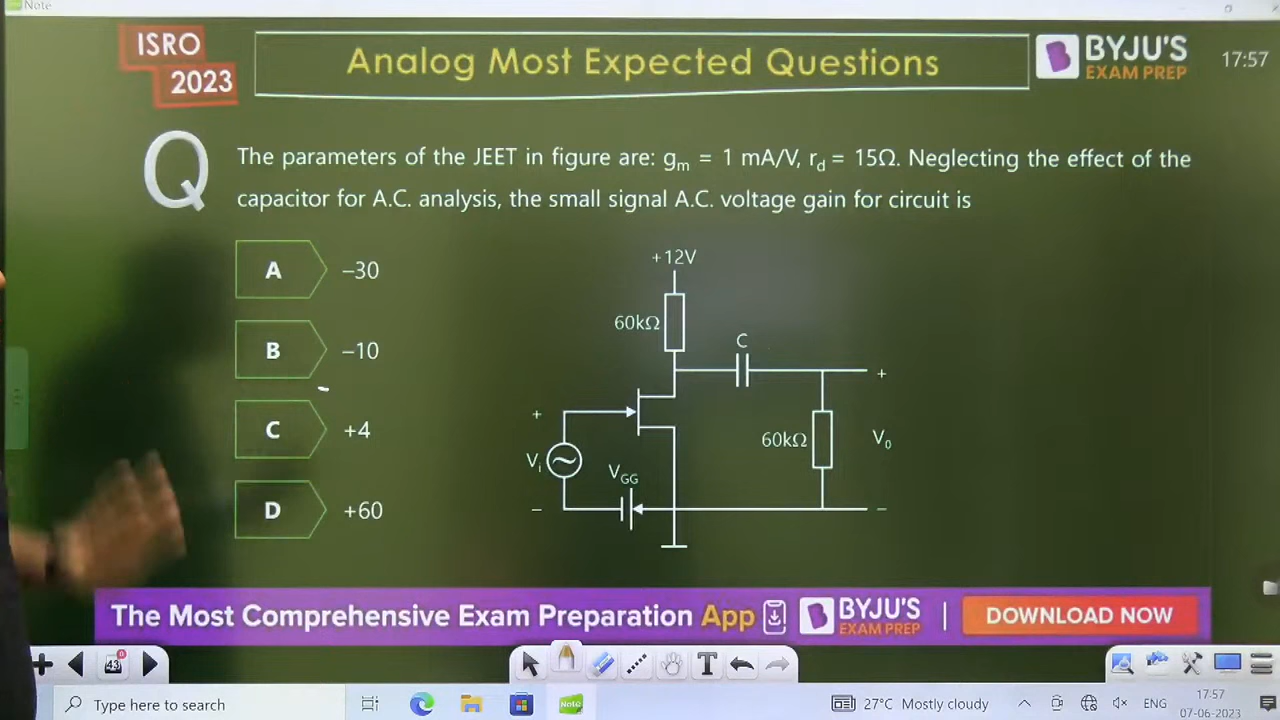 Note
ISRO
2023
Analog Most Expected Questions
BYJU'S
EXAM PREP
17:57
Q
The parameters of the JEET in figure are: gm = 1 mA/V, rd = 15Ω. Neglecting the effect of the
capacitor for A.C. analysis, the small signal A.C. voltage gain for circuit is
A
–30
B
–10
C
+4
D
+60
+12V
60kΩ
C
+
+
60kΩ
V0
Vi
VGG
–
–
The Most Comprehensive Exam Preparation App
BYJU'S
EXAM PREP
DOWNLOAD NOW
43
T
Type here to search
Note
27°C Mostly cloudy
ENG
17:57
07-06-2023